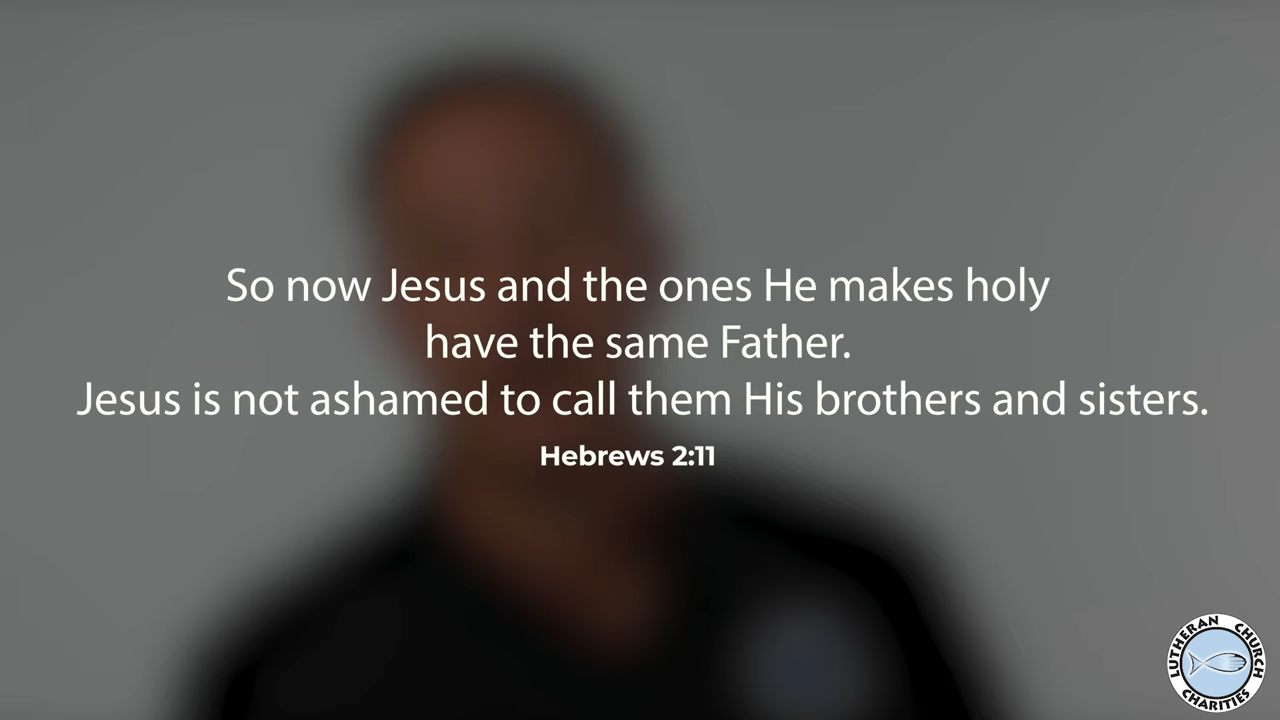 So now Jesus and the ones He makes holy
have the same Father.
Jesus is not ashamed to call them His brothers and sisters.
Hebrews 2:11
LUTHERAN CHURCH
CHARITIES